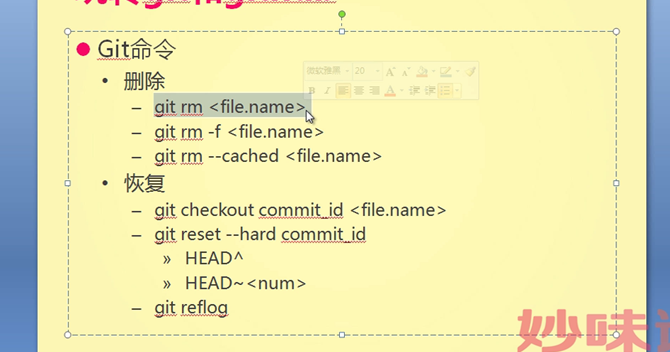 Git命令
删除
git rm <file.name>
微软雅黑 20
git rm -f <file.name>
git rm --cached <file.name>
恢复
git checkout commit_id <file.name>
git reset --hard commit_id
HEAD^
HEAD~<num>
git reflog
妙味